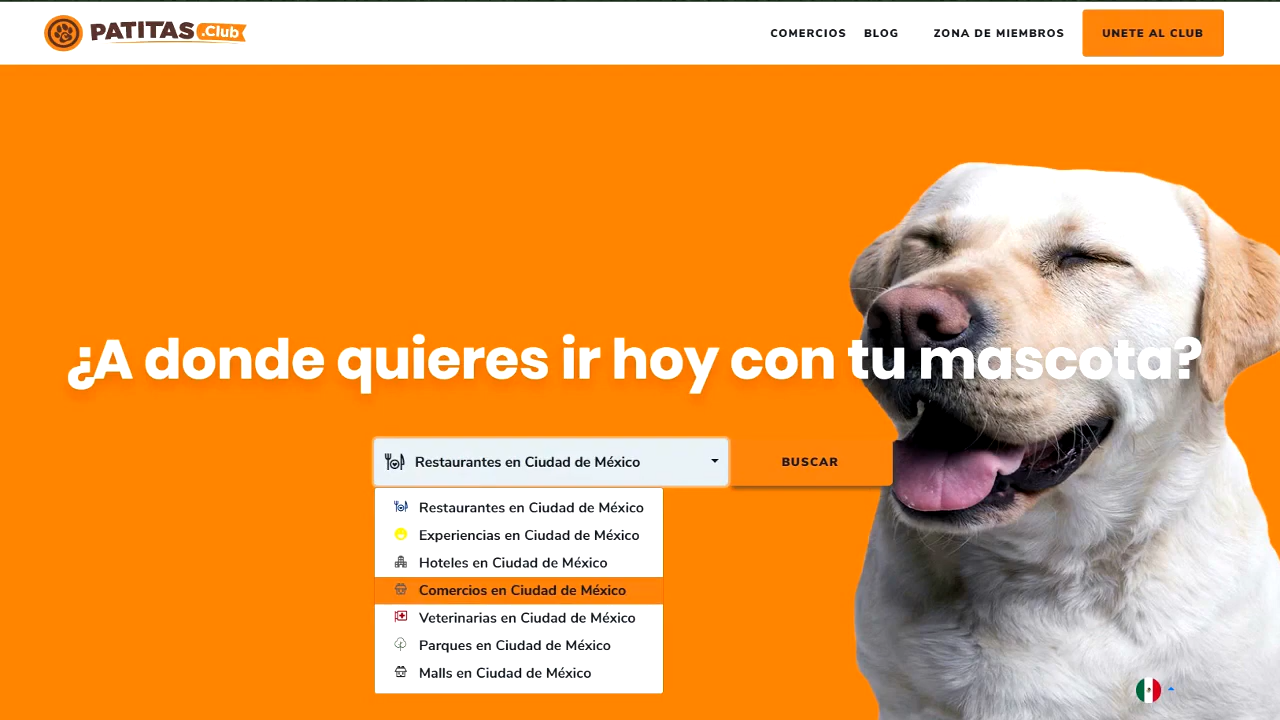 PATITAS .Club
COMERCIOS BLOG ZONA DE MIEMBROS UNETE AL CLUB
¿A donde quieres ir hoy con tu mascota?
Restaurantes en Ciudad de México BUSCAR
Restaurantes en Ciudad de México
Experiencias en Ciudad de México
Hoteles en Ciudad de México
Comercios en Ciudad de México
Veterinarias en Ciudad de México
Parques en Ciudad de México
Malls en Ciudad de México